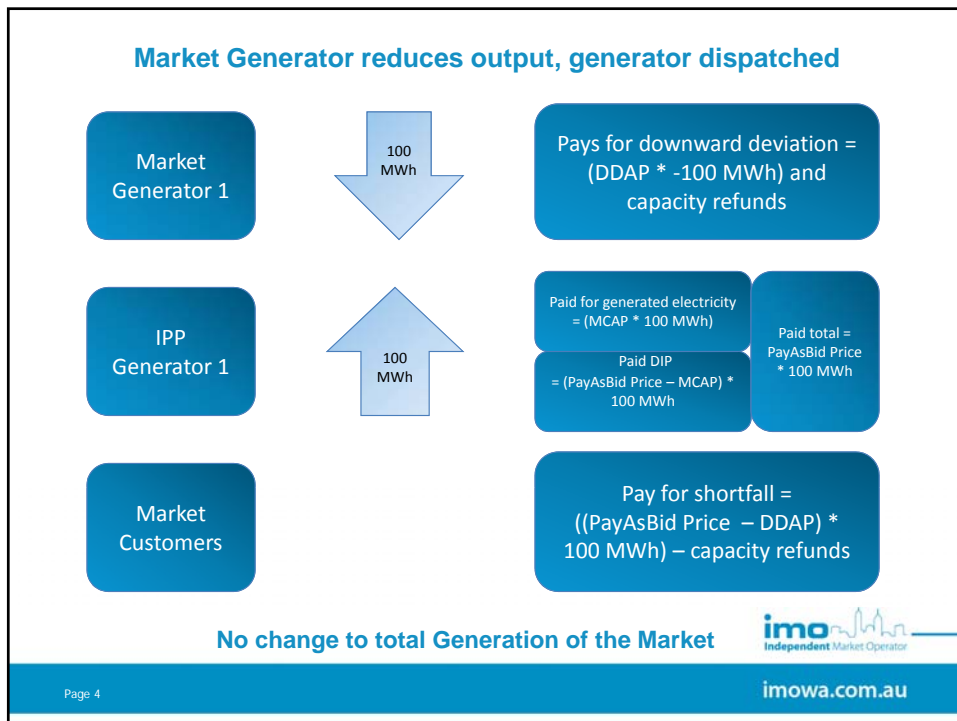 Market Generator reduces output, generator dispatched
Market
Generator 1
100
MWh
Pays for downward deviation =
(DDAP * -100 MWh) and
capacity refunds
IPP
Generator 1
100
MWh
Paid for generated electricity
= (MCAP * 100 MWh)
Paid DIP
= (PayAsBid Price – MCAP) *
100 MWh
Paid total =
PayAsBid Price
* 100 MWh
Market
Customers
Pay for shortfall =
((PayAsBid Price – DDAP) *
100 MWh) – capacity refunds
No change to total Generation of the Market
imo
Independent Market Operator
Page 4
imowa.com.au